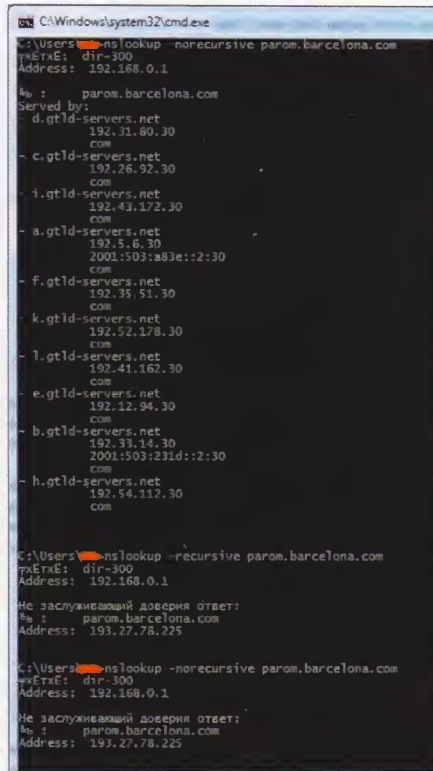 C:\Windows\system32\cmd.exe
C:\Users nslookup -norecursive parom.barcelona.com
╤хЁтхЁ: dir-300
Address: 192.168.0.1
: parom.barcelona.com
Served by:
- d.gtld-servers.net
192.31.80.30
com
- c.gtld-servers.net
192.26.92.30
com
- i.gtld-servers.net
192.43.172.30
com
- a.gtld-servers.net
192.5.6.30
2001:503:a83e::2:30
com
- f.gtld-servers.net
192.35.51.30
com
- k.gtld-servers.net
192.52.178.30
com
- l.gtld-servers.net
192.41.162.30
com
- e.gtld-servers.net
192.12.94.30
com
- b.gtld-servers.net
192.33.14.30
2001:503:231d::2:30
com
- h.gtld-servers.net
192.54.112.30
com
C:\Users nslookup -recursive parom.barcelona.com
╤хЁтхЁ: dir-300
Address: 192.168.0.1
Не заслуживающий доверия ответ:
: parom.barcelona.com
Address: 193.27.78.225
C:\Users nslookup -norecursive parom.barcelona.com
╤хЁтхЁ: dir-300
Address: 192.168.0.1
Не заслуживающий доверия ответ:
: parom.barcelona.com
Address: 193.27.78.225